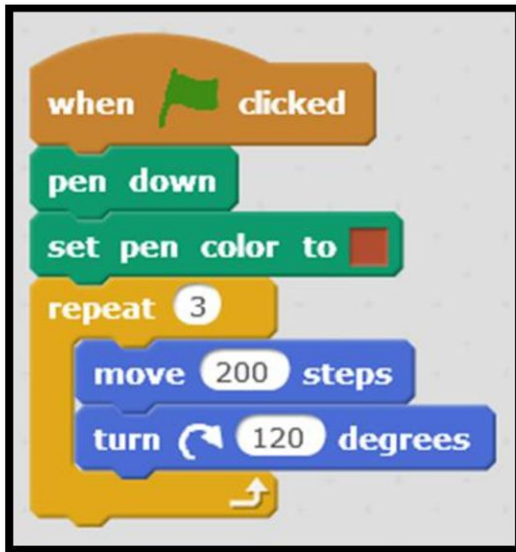 when clicked
pen down
set pen color to
repeat 3
move 200 steps
turn 120 degrees